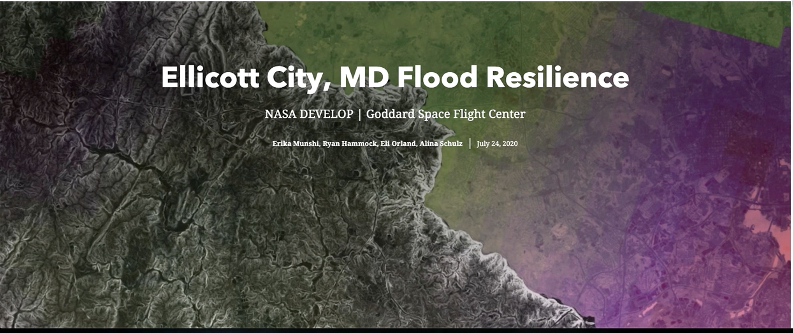 Ellicott City, MD Flood Resilience
NASA DEVELOP | Goddard Space Flight Center
Erika Munshi, Ryan Hammock, Eli Orland, Alina Schulz | July 24, 2020